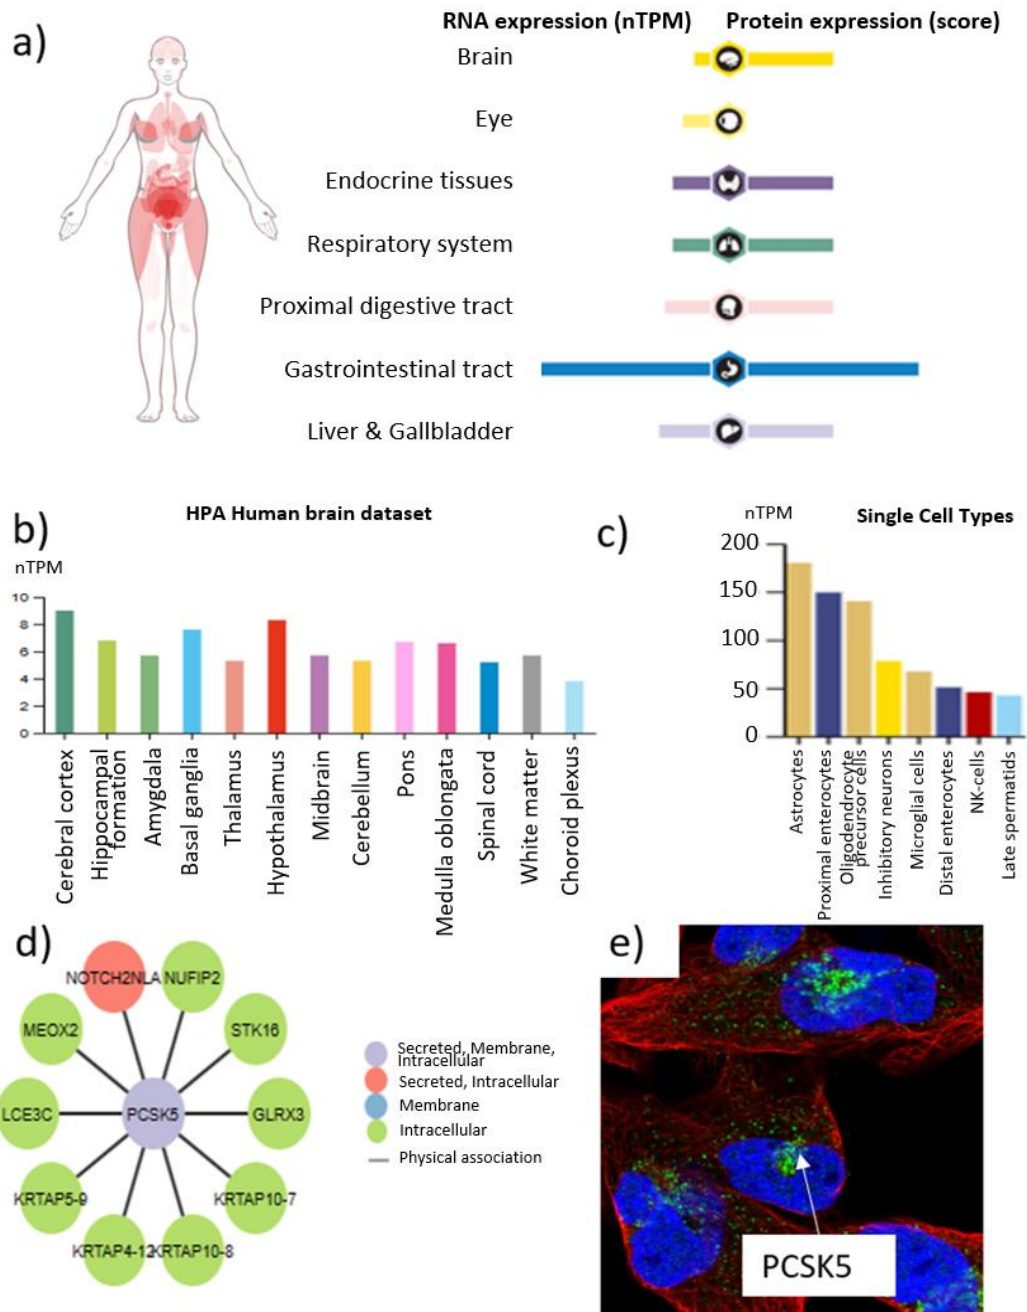 a)
RNA expression (nTPM) Protein expression (score)
Brain
Eye
Endocrine tissues
Respiratory system
Proximal digestive tract
Gastrointestinal tract
Liver & Gallbladder
b)
HPA Human brain dataset
nTPM
10
8
6
4
2
0
Cerebral cortex
Hippocampal
formation
Amygdala
Basal ganglia
Thalamus
Hypothalamus
Midbrain
Cerebellum
Pons
Medulla oblongata
Spinal cord
White matter
Choroid plexus
c)
nTPM
Single Cell Types
200
150
100
50
0
Astrocytes
Proximal enterocytes
Oligodendrocyte
precursor cells
Inhibitory neurons
Microglial cells
Distal enterocytes
NK-cells
Late spermatids
d)
NOTCH2NLA
NUFIP2
MEOX2
STK16
LCE3C
PCSK5
GLRX3
KRTAP5-9
KRTAP10-7
KRTAP4-12
KRTAP10-8
Secreted, Membrane,
Intracellular
Secreted, Intracellular
Membrane
Intracellular
Physical association
e)
PCSK5